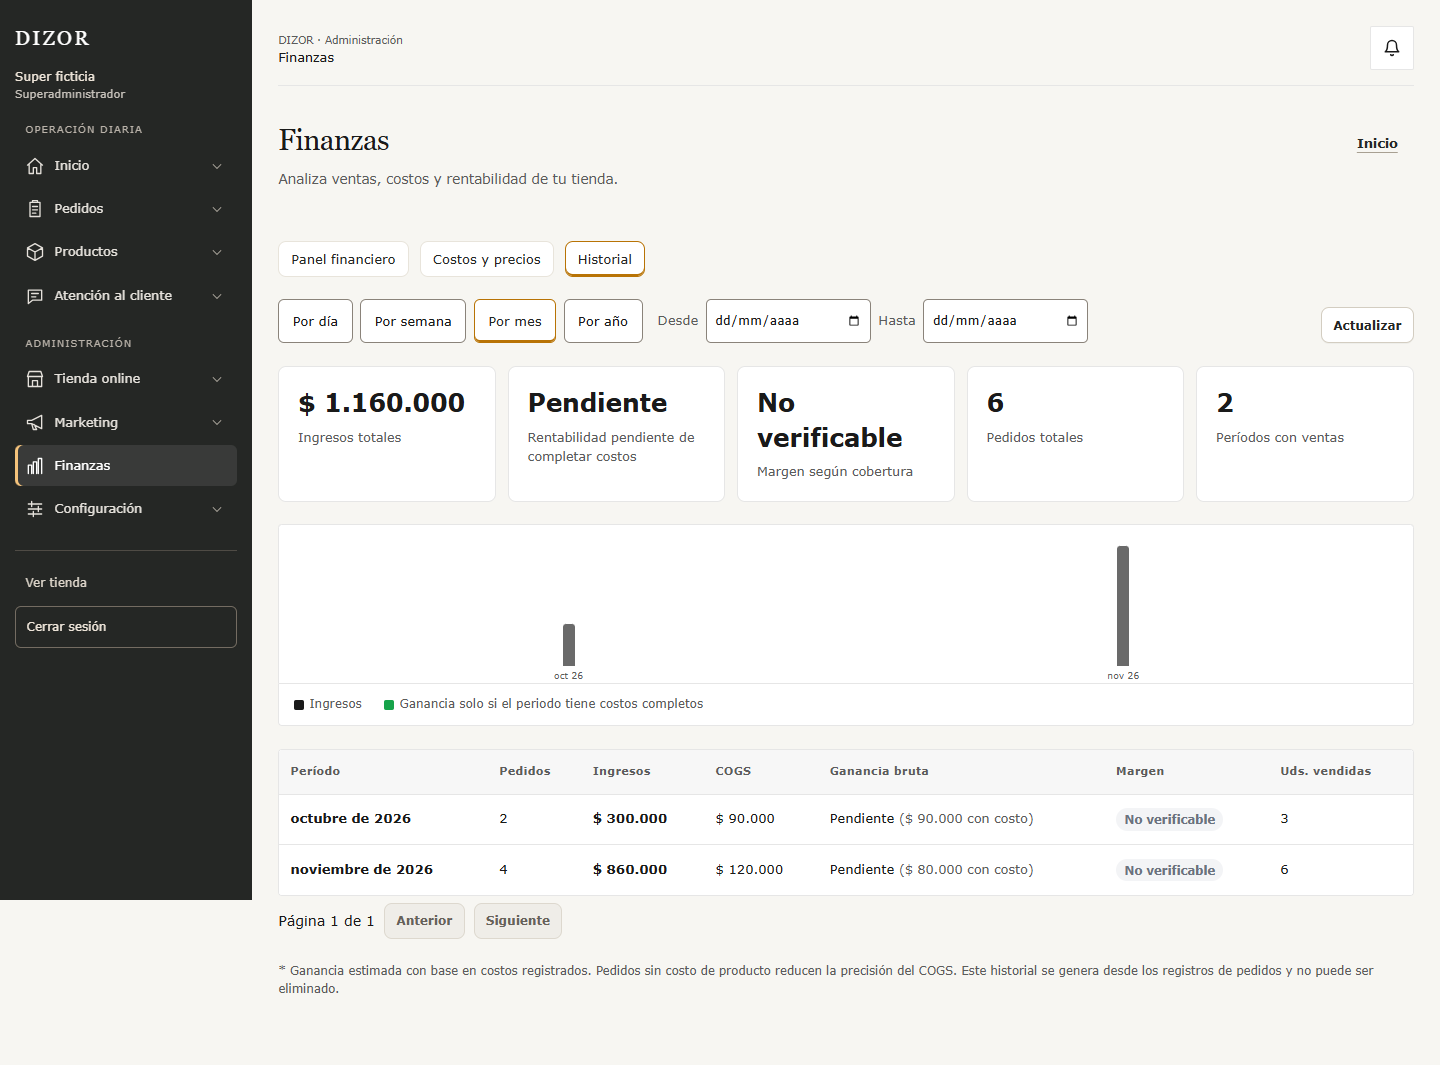 DIZOR
Super ficticia
Superadministrador
OPERACIÓN DIARIA
Inicio
Pedidos
Productos
Atención al cliente
ADMINISTRACIÓN
Tienda online
Marketing
Finanzas
Configuración
Ver tienda
Cerrar sesión
DIZOR · Administración
Finanzas
Finanzas
Inicio
Analiza ventas, costos y rentabilidad de tu tienda.
Panel financiero Costos y precios Historial
Por día Por semana Por mes Por año Desde dd/mm/aaaa Hasta dd/mm/aaaa Actualizar
$ 1.160.000
Ingresos totales
Pendiente
Rentabilidad pendiente de
completar costos
No
verificable
Margen según cobertura
6
Pedidos totales
2
Períodos con ventas
oct 26 nov 26
Ingresos Ganancia solo si el periodo tiene costos completos
Período Pedidos Ingresos COGS Ganancia bruta Margen Uds. vendidas
octubre de 2026 2 $ 300.000 $ 90.000 Pendiente ($ 90.000 con costo) No verificable 3
noviembre de 2026 4 $ 860.000 $ 120.000 Pendiente ($ 80.000 con costo) No verificable 6
Página 1 de 1 Anterior Siguiente
* Ganancia estimada con base en costos registrados. Pedidos sin costo de producto reducen la precisión del COGS. Este historial se genera desde los registros de pedidos y no puede ser
eliminado.